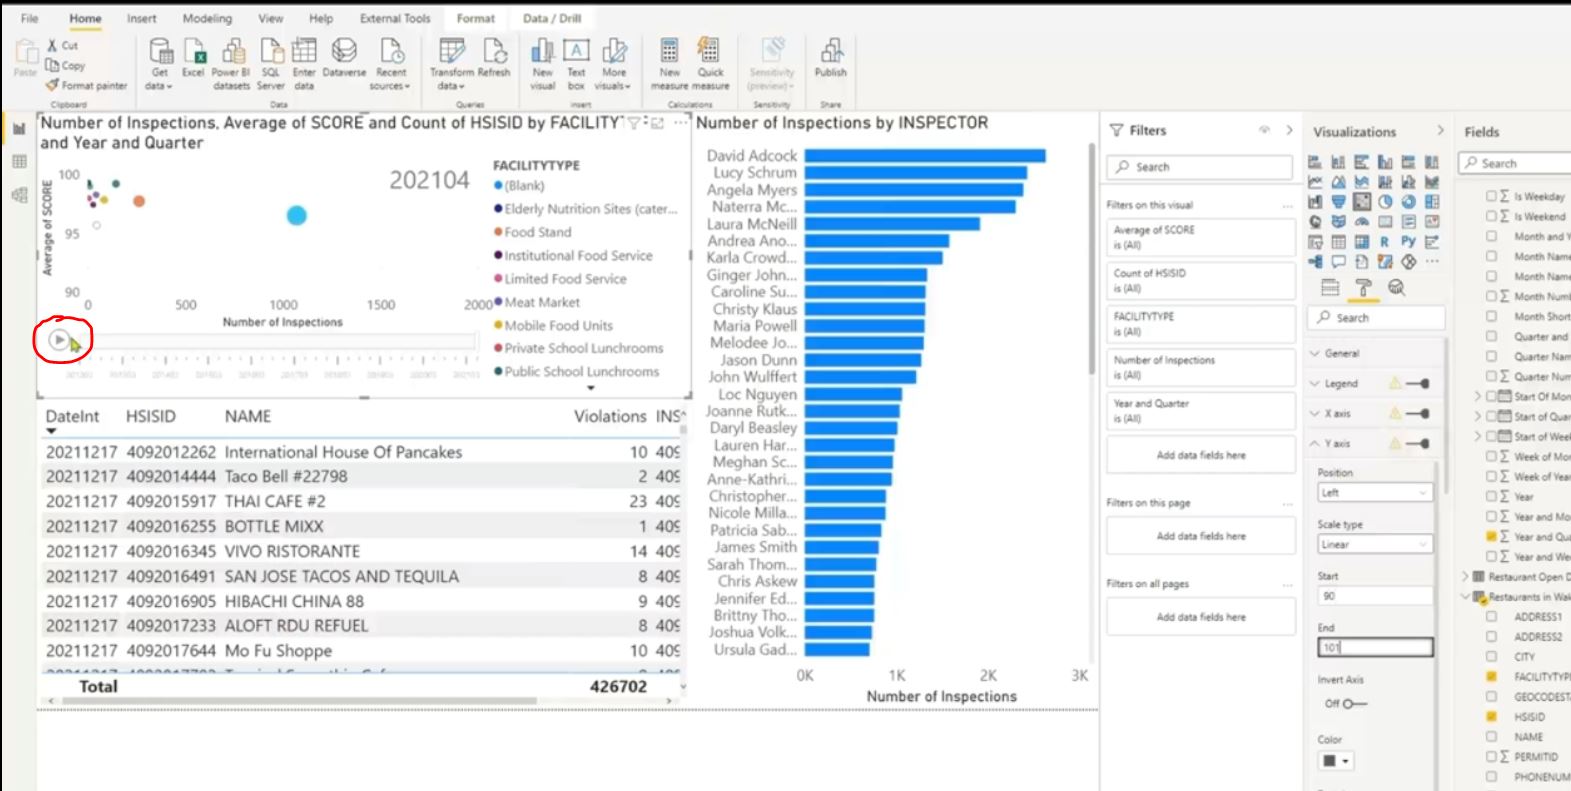 File Home Insert Modeling View Help External Tools Format Data / Drill
Paste
Cut
Copy
Format painter
Clipboard
Get data
Excel
Power BI datasets
SQL Server
Enter data
Dataverse
Recent sources
Data
Transform data
Refresh
Queries
New visual
Text box
More visuals
Insert
New measure
Quick measure
Calculations
Sensitivity (preview)
Sensitivity
Publish
Share
Number of Inspections, Average of SCORE and Count of HSISID by FACILITYT
and Year and Quarter
202104
Average of SCORE
100
95
90
0 500 1000 1500 2000
Number of Inspections
FACILITYTYPE
(Blank)
Elderly Nutrition Sites (cater...
Food Stand
Institutional Food Service
Limited Food Service
Meat Market
Mobile Food Units
Private School Lunchrooms
Public School Lunchrooms
DateInt HSISID NAME Violations INS
20211217 4092012262 International House Of Pancakes 10 409
20211217 4092014444 Taco Bell #22798 2 409
20211217 4092015917 THAI CAFE #2 23 409
20211217 4092016255 BOTTLE MIXX 1 409
20211217 4092016345 VIVO RISTORANTE 14 409
20211217 4092016491 SAN JOSE TACOS AND TEQUILA 8 409
20211217 4092016905 HIBACHI CHINA 88 9 409
20211217 4092017233 ALOFT RDU REFUEL 8 409
20211217 4092017644 Mo Fu Shoppe 10 409
Total 426702
Number of Inspections by INSPECTOR
David Adcock
Lucy Schrum
Angela Myers
Naterra Mc...
Laura McNeill
Andrea Ano...
Karla Crowd...
Ginger John...
Caroline Su...
Christy Klaus
Maria Powell
Melodee Jo...
Jason Dunn
John Wulffert
Loc Nguyen
Joanne Rutk...
Daryl Beasley
Lauren Har...
Meghan Sc...
Anne-Kathri...
Christopher...
Nicole Milla...
Patricia Sab...
James Smith
Sarah Thom...
Chris Askew
Jennifer Ed...
Brittny Tho...
Joshua Volk...
Ursula Gad...
0K 1K 2K 3K
Number of Inspections
Filters
Search
Filters on this visual ...
Average of SCORE
is (All)
Count of HSISID
is (All)
FACILITYTYPE
is (All)
Number of Inspections
is (All)
Year and Quarter
is (All)
Add data fields here
Filters on this page ...
Add data fields here
Filters on all pages ...
Add data fields here
Visualizations
R Py
...
Search
General
Legend
X axis
Y axis
Position
Left
Scale type
Linear
Start
90
End
101
Invert Axis
Off
Color
Fields
Search
Is Weekday
Is Weekend
Month and Y
Month Name
Month Name
Month Numb
Month Short
Quarter and
Quarter Nam
Quarter Num
Start Of Mon
Start of Quar
Start of Week
Week of Mon
Week of Year
Year
Year and Mo
Year and Qua
Year and Wee
Restaurant Open D
Restaurants in Wak
ADDRESS1
ADDRESS2
CITY
FACILITYTYPE
GEOCODEST
HSISID
NAME
PERMITID
PHONENUM